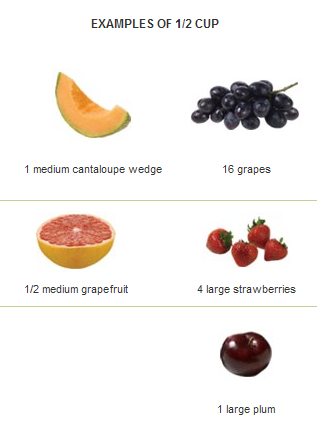 EXAMPLES OF 1/2 CUP
1 medium cantaloupe wedge
16 grapes
1/2 medium grapefruit
4 large strawberries
1 large plum